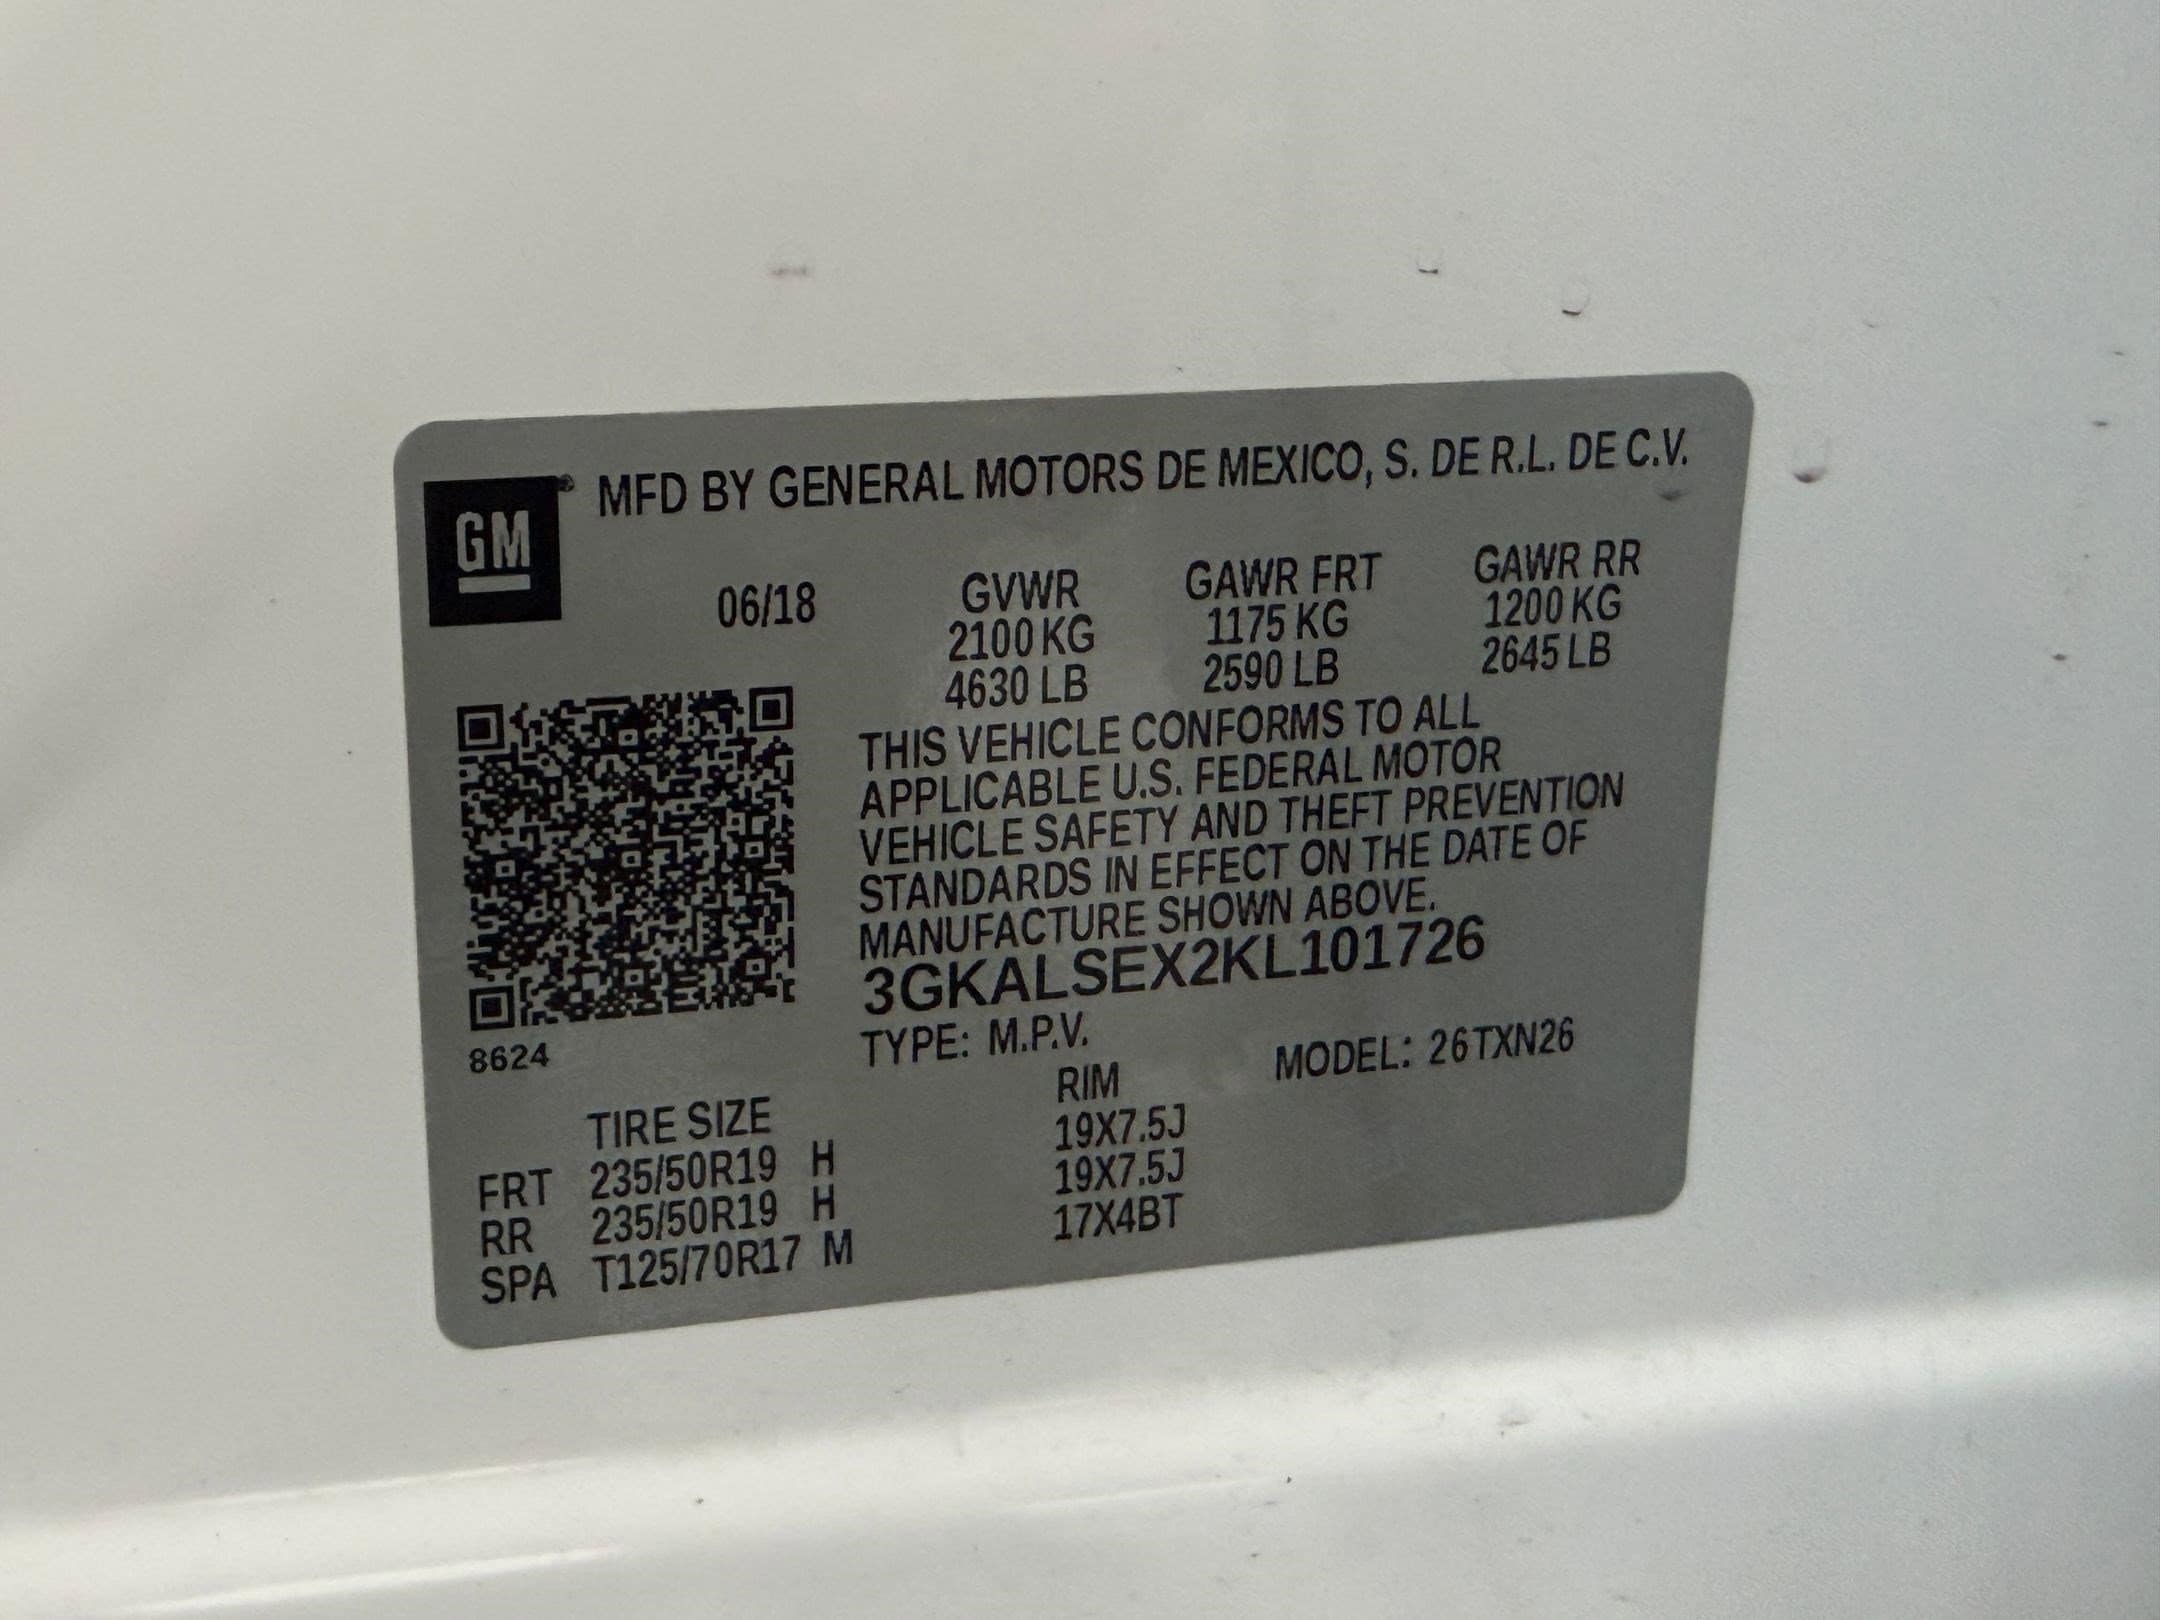 GM
MFD BY GENERAL MOTORS DE MEXICO, S. DE R.L. DE C.V.
06/18 GVWR GAWR FRT GAWR RR
2100 KG 1175 KG 1200 KG
4630 LB 2590 LB 2645 LB
THIS VEHICLE CONFORMS TO ALL
APPLICABLE U.S. FEDERAL MOTOR
VEHICLE SAFETY AND THEFT PREVENTION
STANDARDS IN EFFECT ON THE DATE OF
MANUFACTURE SHOWN ABOVE.
3GKALSEX2KL101726
8624
TYPE: M.P.V. MODEL: 26TXN26
TIRE SIZE RIM
FRT 235/50R19 H 19X7.5J
RR 235/50R19 H 19X7.5J
SPA T125/70R17 M 17X4BT